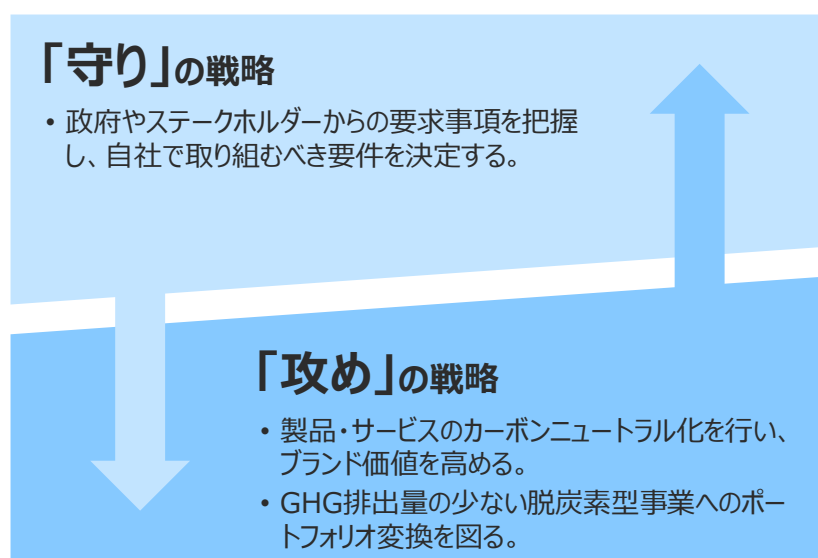 「守り」の戦略
• 政府やステークホルダーからの要求事項を把握
し、自社で取り組むべき要件を決定する。
「攻め」の戦略
• 製品・サービスのカーボンニュートラル化を行い、
ブランド価値を高める。
• GHG排出量の少ない脱炭素型事業へのポー
トフォリオ変換を図る。